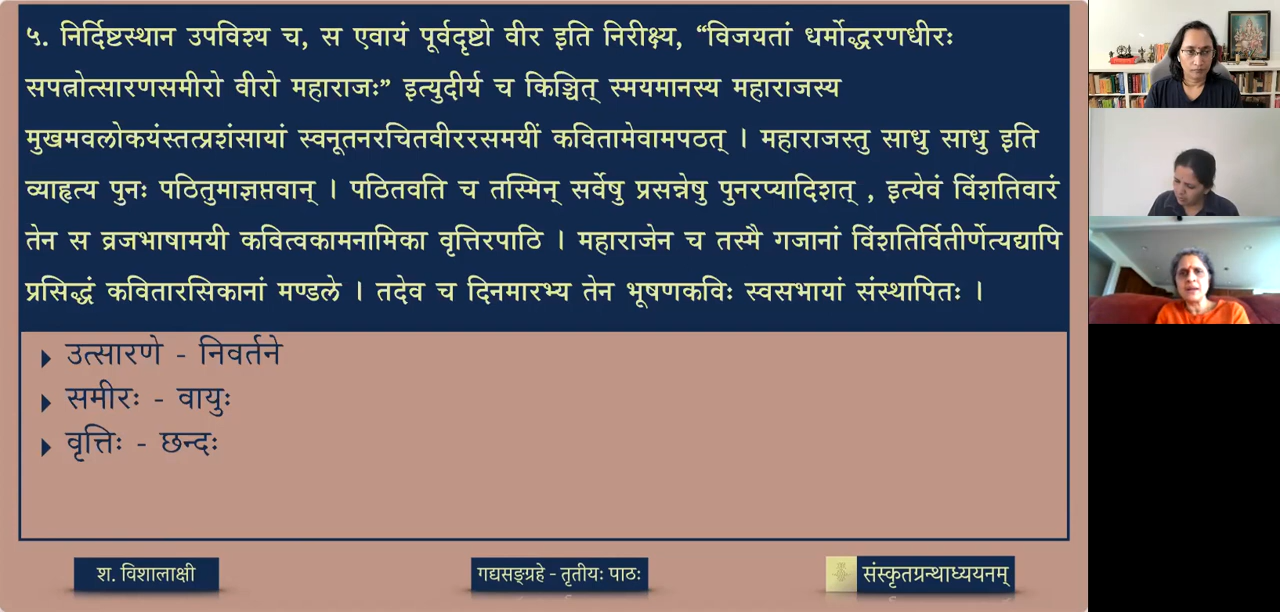 ५. निर्दिष्टस्थान उपविश्य च, स एवायं पूर्वदृष्टो वीर इति निरीक्ष्य, “विजयतां धर्मोद्धरणधीरः
सपत्नोत्सारणसमीरो वीरो महाराजः” इत्युदीर्य च किञ्चित् स्मयमानस्य महाराजस्य
मुखमवलोकयंस्तत्प्रशंसायां स्वनूतनरचितवीररसमयीं कवितामेवामपठत् । महाराजस्तु साधु साधु इति
व्याहृत्य पुनः पठितुमाज्ञप्तवान् । पठितवति च तस्मिन् सर्वेषु प्रसन्नेषु पुनरप्यादिशत् , इत्येवं विंशतिवारं
तेन स व्रजभाषामयी कवित्वकामनामिका वृत्तिरपाठि । महाराजेन च तस्मै गजानां विंशतिर्वितीर्णेत्यद्यापि
प्रसिद्धं कवितारसिकानां मण्डले । तदेव च दिनमारभ्य तेन भूषणकविः स्वसभायां संस्थापितः ।
उत्सारणे - निवर्तने
समीरः - वायुः
वृत्तिः - छन्दः
श. विशालाक्षी
गद्यसङ्ग्रहे - तृतीयः पाठः
संस्कृतग्रन्थाध्ययनम्